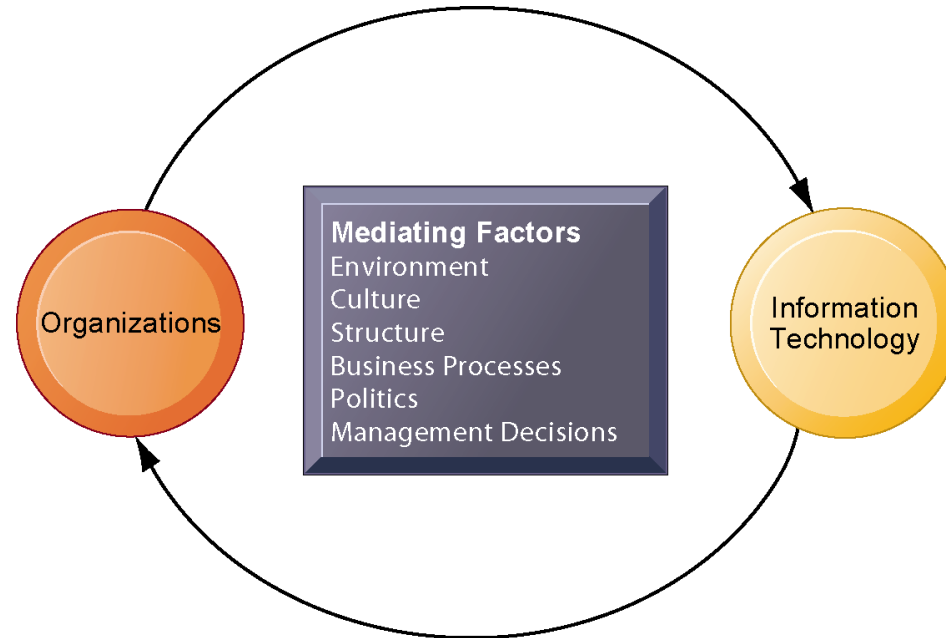 Organizations
Mediating Factors
Environment
Culture
Structure
Business Processes
Politics
Management Decisions
Information
Technology